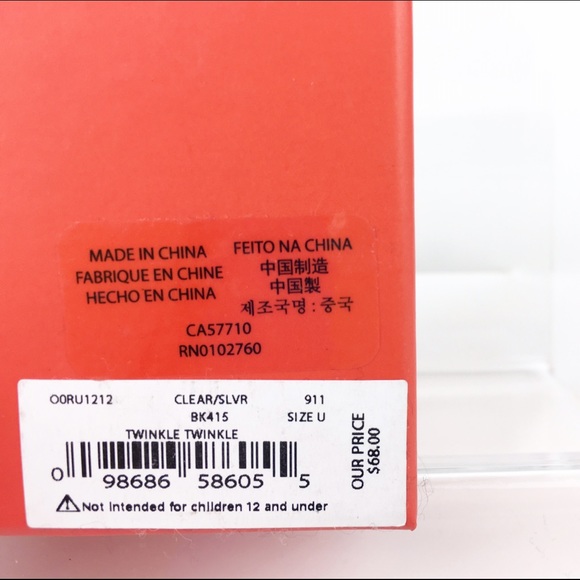 MADE IN CHINA
FABRIQUE EN CHINE
HECHO EN CHINA
FEITO NA CHINA
中国制造
中国製
제조국명 : 중국
CA57710
RN0102760
O0RU1212 CLEAR/SLVR 911
BK415 SIZE U
TWINKLE TWINKLE
0 98686 58605 5
Not intended for children 12 and under
OUR PRICE
$68.00